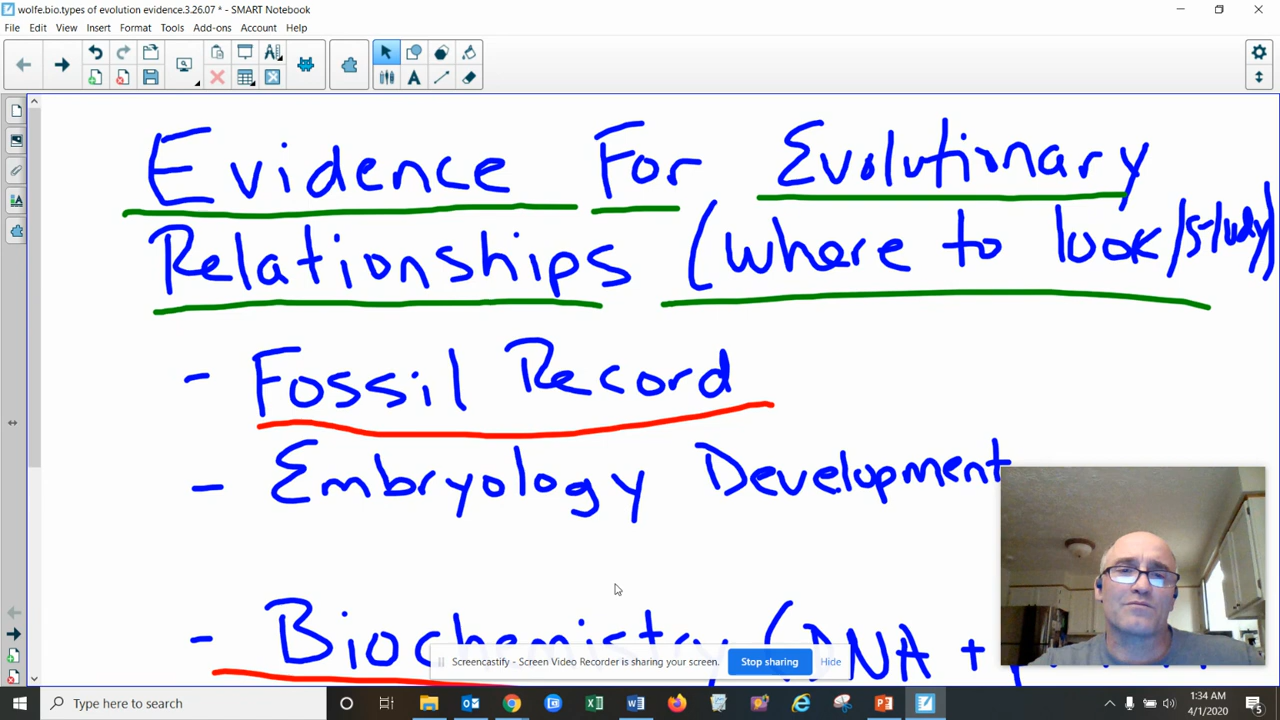 wolfe.bio.types of evolution evidence.3.26.07 * - SMART Notebook
File Edit View Insert Format Tools Add-ons Account Help
Evidence For Evolutionary
Relationships (where to look/study)
- Fossil Record
- Embryology Development
- Biochemistry (DNA +
Screencastify - Screen Video Recorder is sharing your screen. Stop sharing Hide
Type here to search
1:34 AM
4/1/2020
5